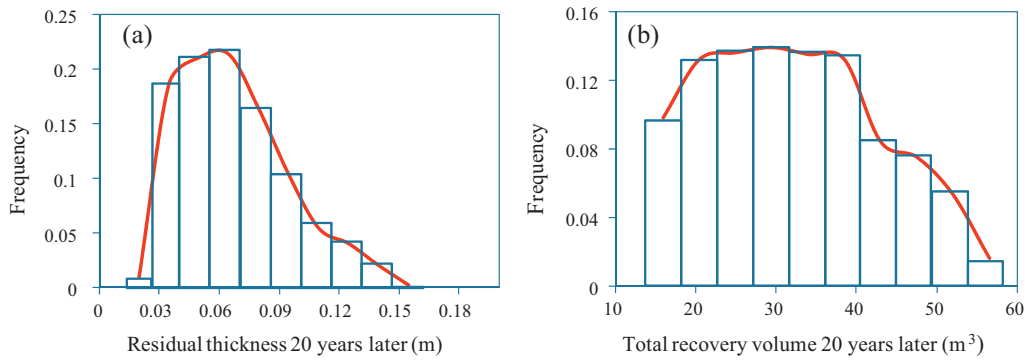 (a)
Frequency
0.25
0.2
0.15
0.1
0.05
0
0 0.03 0.06 0.09 0.12 0.15 0.18
Residual thickness 20 years later (m)
(b)
Frequency
0.16
0.12
0.08
0.04
0
10 20 30 40 50 60
Total recovery volume 20 years later (m³)